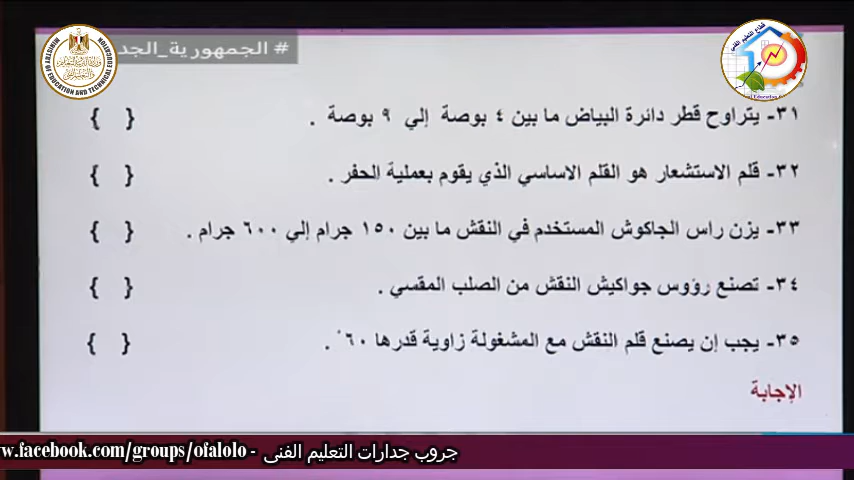 # الجمهورية_الجد
٣١- يتراوح قطر دائرة البياض ما بين ٤ بوصة إلي ٩ بوصة . { }
٣٢- قلم الاستشعار هو القلم الاساسي الذي يقوم بعملية الحفر . { }
٣٣- يزن راس الجاكوش المستخدم في النقش ما بين ١٥٠ جرام إلي ٦٠٠ جرام . { }
٣٤- تصنع رؤوس جواكيش النقش من الصلب المقسي . { }
٣٥- يجب إن يصنع قلم النقش مع المشغولة زاوية قدرها ٦٠ ْ . { }
الإجابة
w.facebook.com/groups/ofalolo - جروب جدارات التعليم الفنى